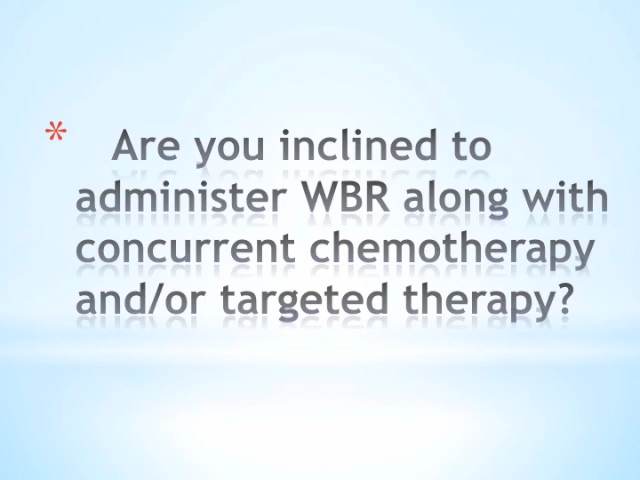 * Are you inclined to
administer WBR along with
concurrent chemotherapy
and/or targeted therapy?